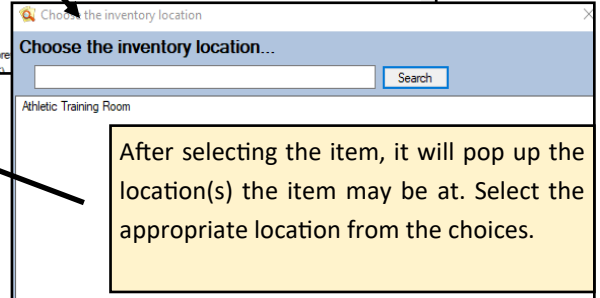 Choose the inventory location
Choose the inventory location...
Search
Athletic Training Room
After selecting the item, it will pop up the
location(s) the item may be at. Select the
appropriate location from the choices.